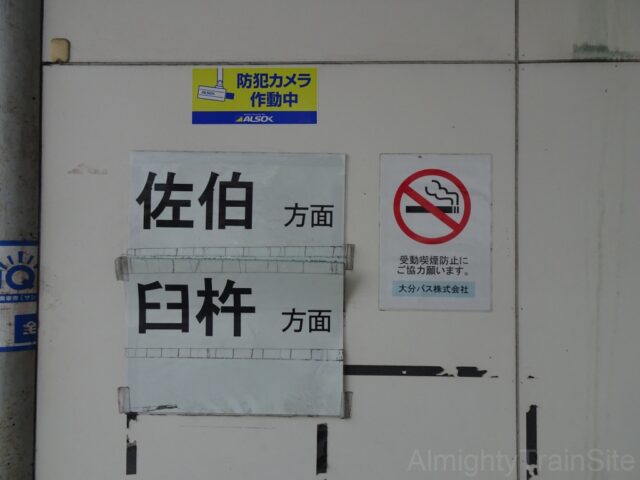 防犯カメラ
作動中
ALSOK
佐伯 方面
臼杵 方面
受動喫煙防止に
ご協力願います。
大分バス株式会社
AlmightyTrainSite